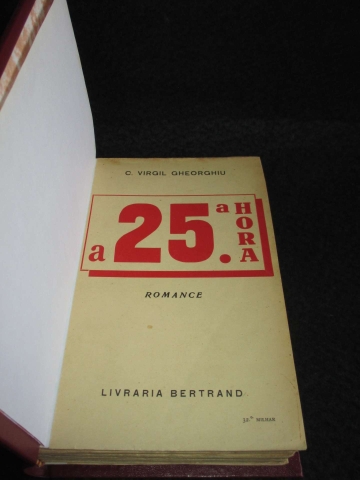 C. VIRGIL GHEORGHIU
a 25.ª HORA
ROMANCE
LIVRARIA BERTRAND